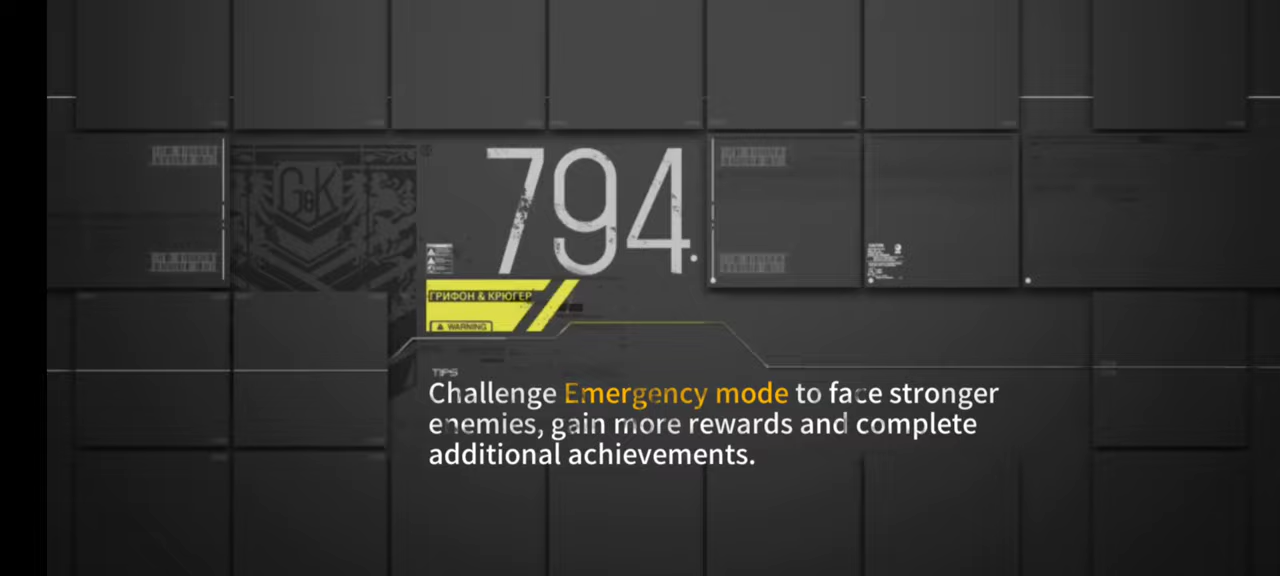 G&K
794.
ГРИФОН & КРЮГЕР
WARNING
TIPS
Challenge Emergency mode to face stronger
enemies, gain more rewards and complete
additional achievements.